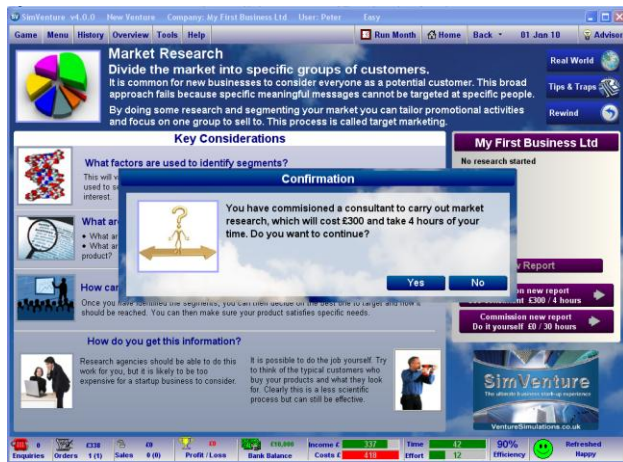 SimVenture v4.0.0 New Venture Company: My First Business Ltd User: Peter Easy
Game Menu History Overview Tools Help Run Month Home Back 01 Jan 10 Advisor
Market Research
Divide the market into specific groups of customers.
It is common for new businesses to consider everyone as a potential customer. This broad
approach fails because specific meaningful messages cannot be targeted at specific people.
By doing some research and segmenting your market you can tailor promotional activities
and focus on one group to sell to. This process is called target marketing.
Real World
Tips & Traps
Rewind
Key Considerations
What factors are used to identify segments?
This will
used to se
interest.
What are
• What ar
• What ar
product?
How can
Once you have identified the segments, you can then decide on the best one to target and how it
should be reached. You can then make sure your product satisfies specific needs.
How do you get this information?
Research agencies should be able to do this
work for you, but it is likely to be too
expensive for a startup business to consider.
It is possible to do the job yourself. Try
to think of the typical customers who
buy your products and what they look
for. Clearly this is a less scientific
process but can still be effective.
Confirmation
You have commisioned a consultant to carry out market
research, which will cost £300 and take 4 hours of your
time. Do you want to continue?
Yes No
My First Business Ltd
No research started
w Report
on new report
£300 / 4 hours
Commission new report
Do it yourself £0 / 30 hours
SimVenture
The ultimate business start-up experience
VentureSimulations.co.uk
0 £338 £0 £0 £10,000 Income £ 337 Time 42 90% Refreshed
Enquiries Orders 1 (1) Sales 0 (0) Profit / Loss Bank Balance Costs £ 410 Effort 12 Efficiency Happy